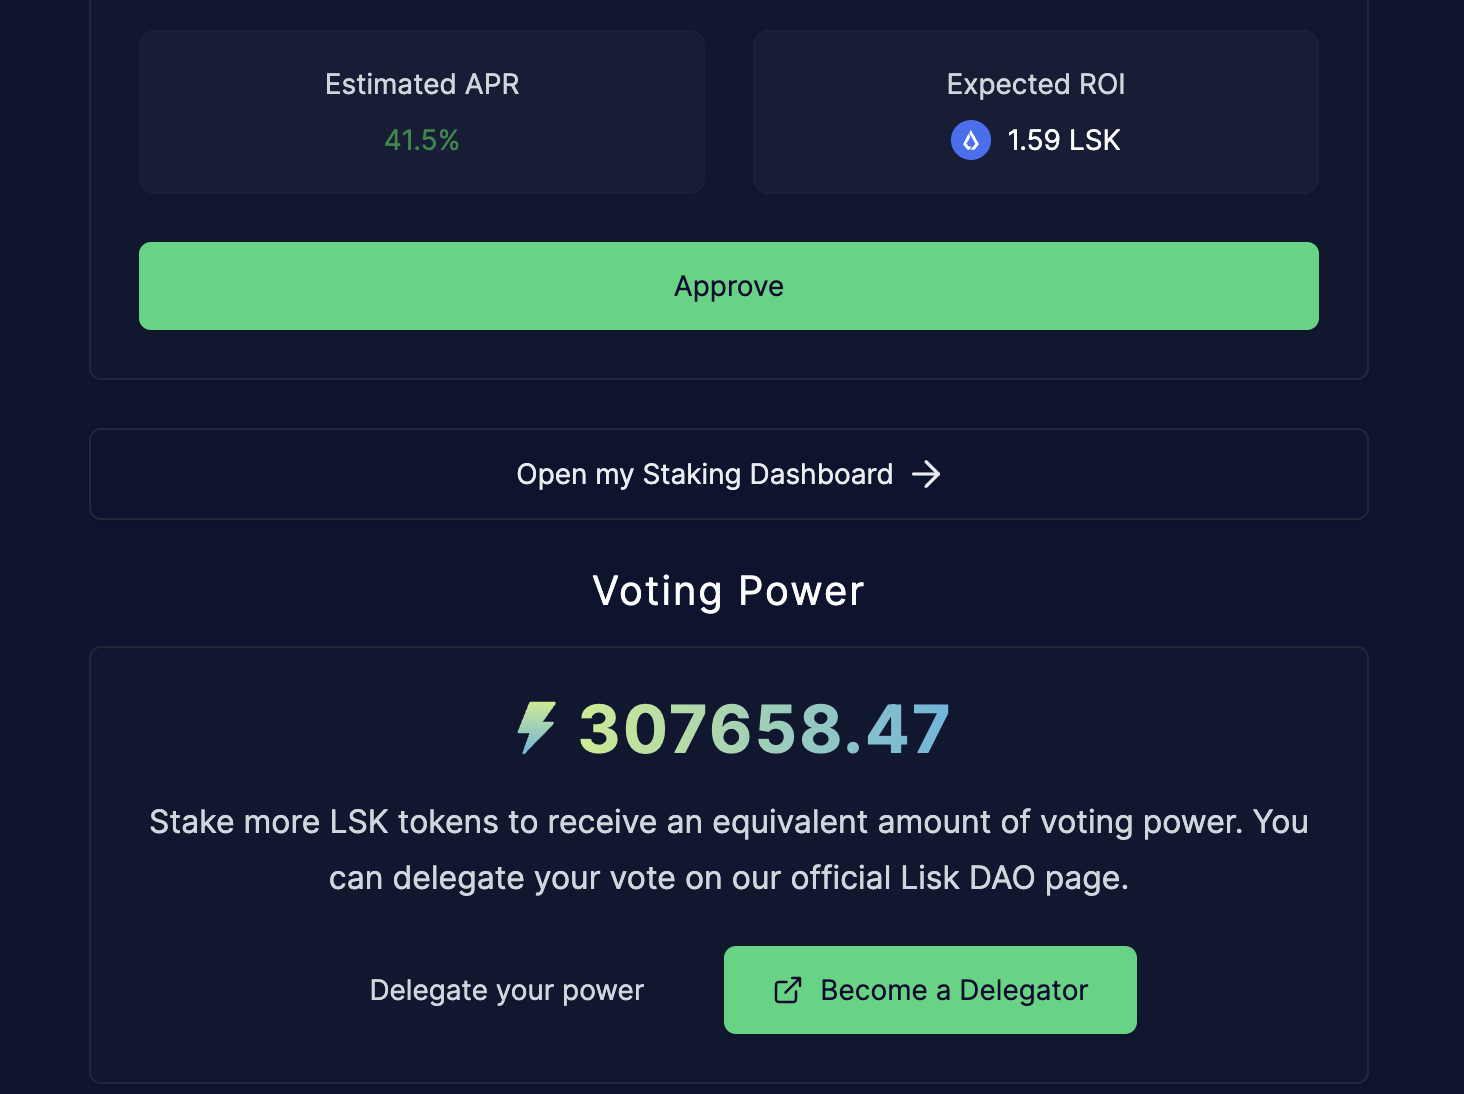 Estimated APR
41.5%
Expected ROI
1.59 LSK
Approve
Open my Staking Dashboard
Voting Power
307658.47
Stake more LSK tokens to receive an equivalent amount of voting power. You
can delegate your vote on our official Lisk DAO page.
Delegate your power
Become a Delegator